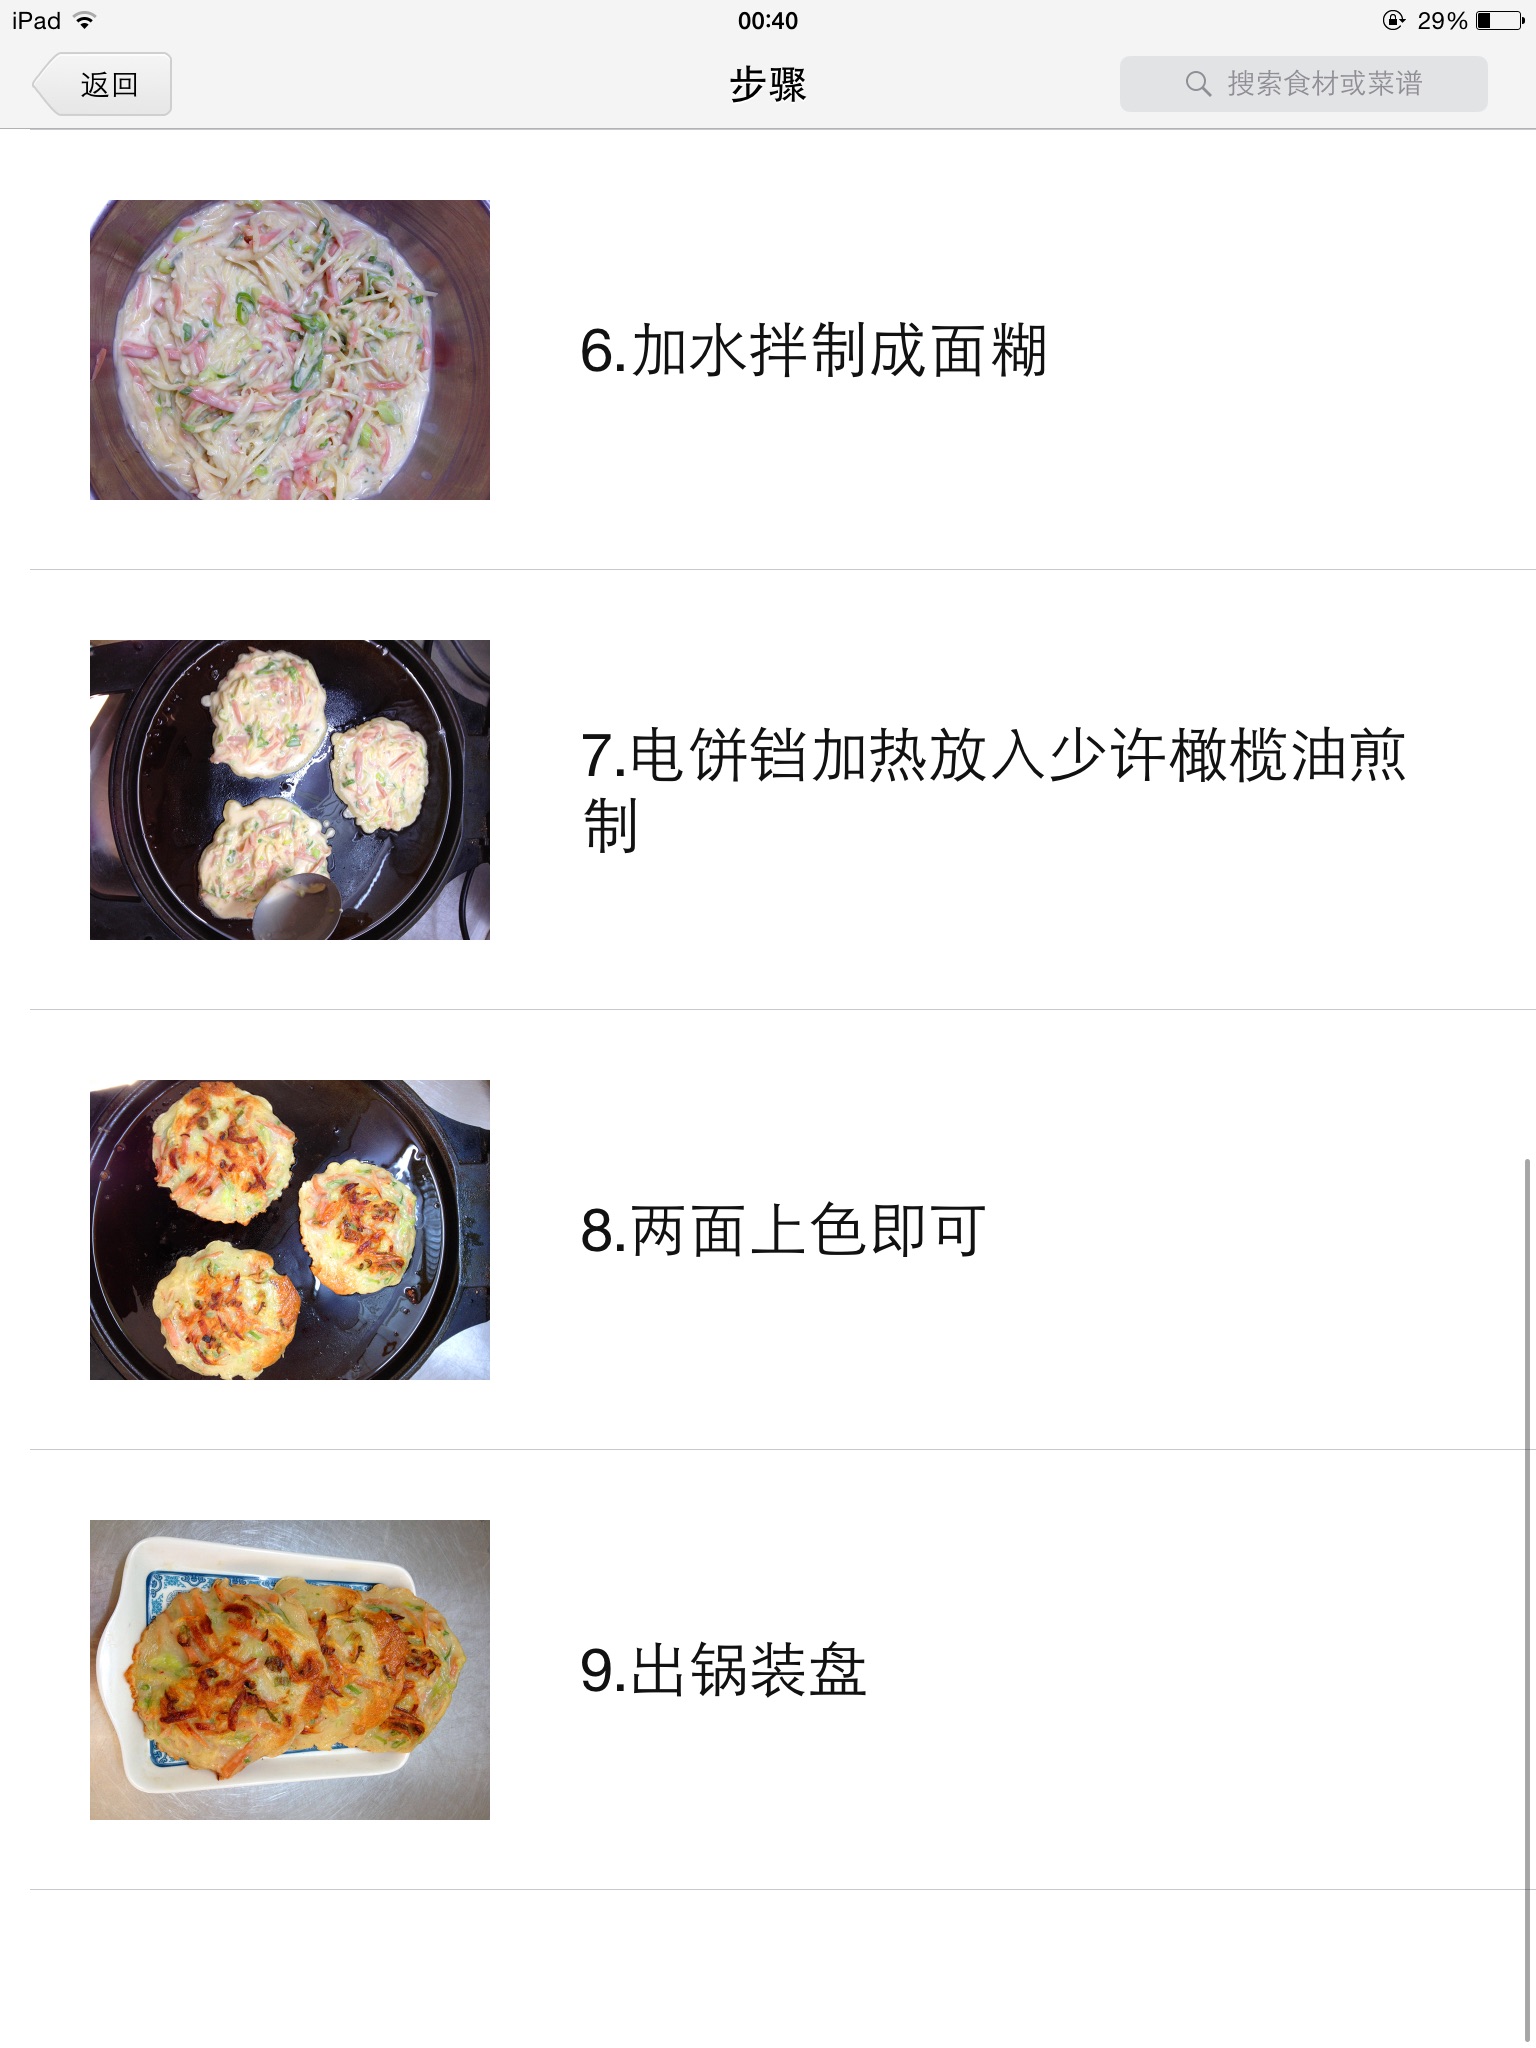 iPad 00:40 29%
返回 步骤 搜索食材或菜谱
6.加水拌制成面糊
7.电饼铛加热放入少许橄榄油煎
制
8.两面上色即可
9.出锅装盘